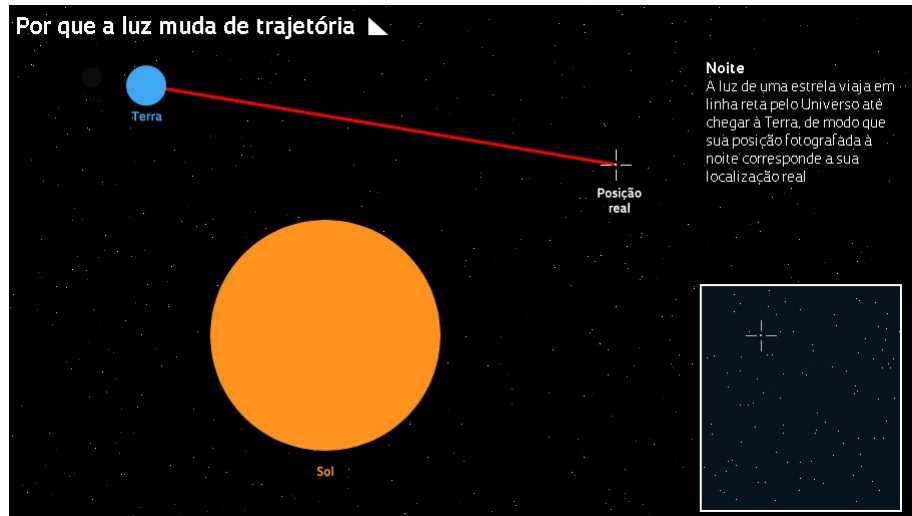 Por que a luz muda de trajetória
Noite
A luz de uma estrela viaja em
linha reta pelo Universo até
chegar à Terra, de modo que
sua posição fotografada à
noite corresponde a sua
localização real
Lua
Terra
Posição
real
Sol